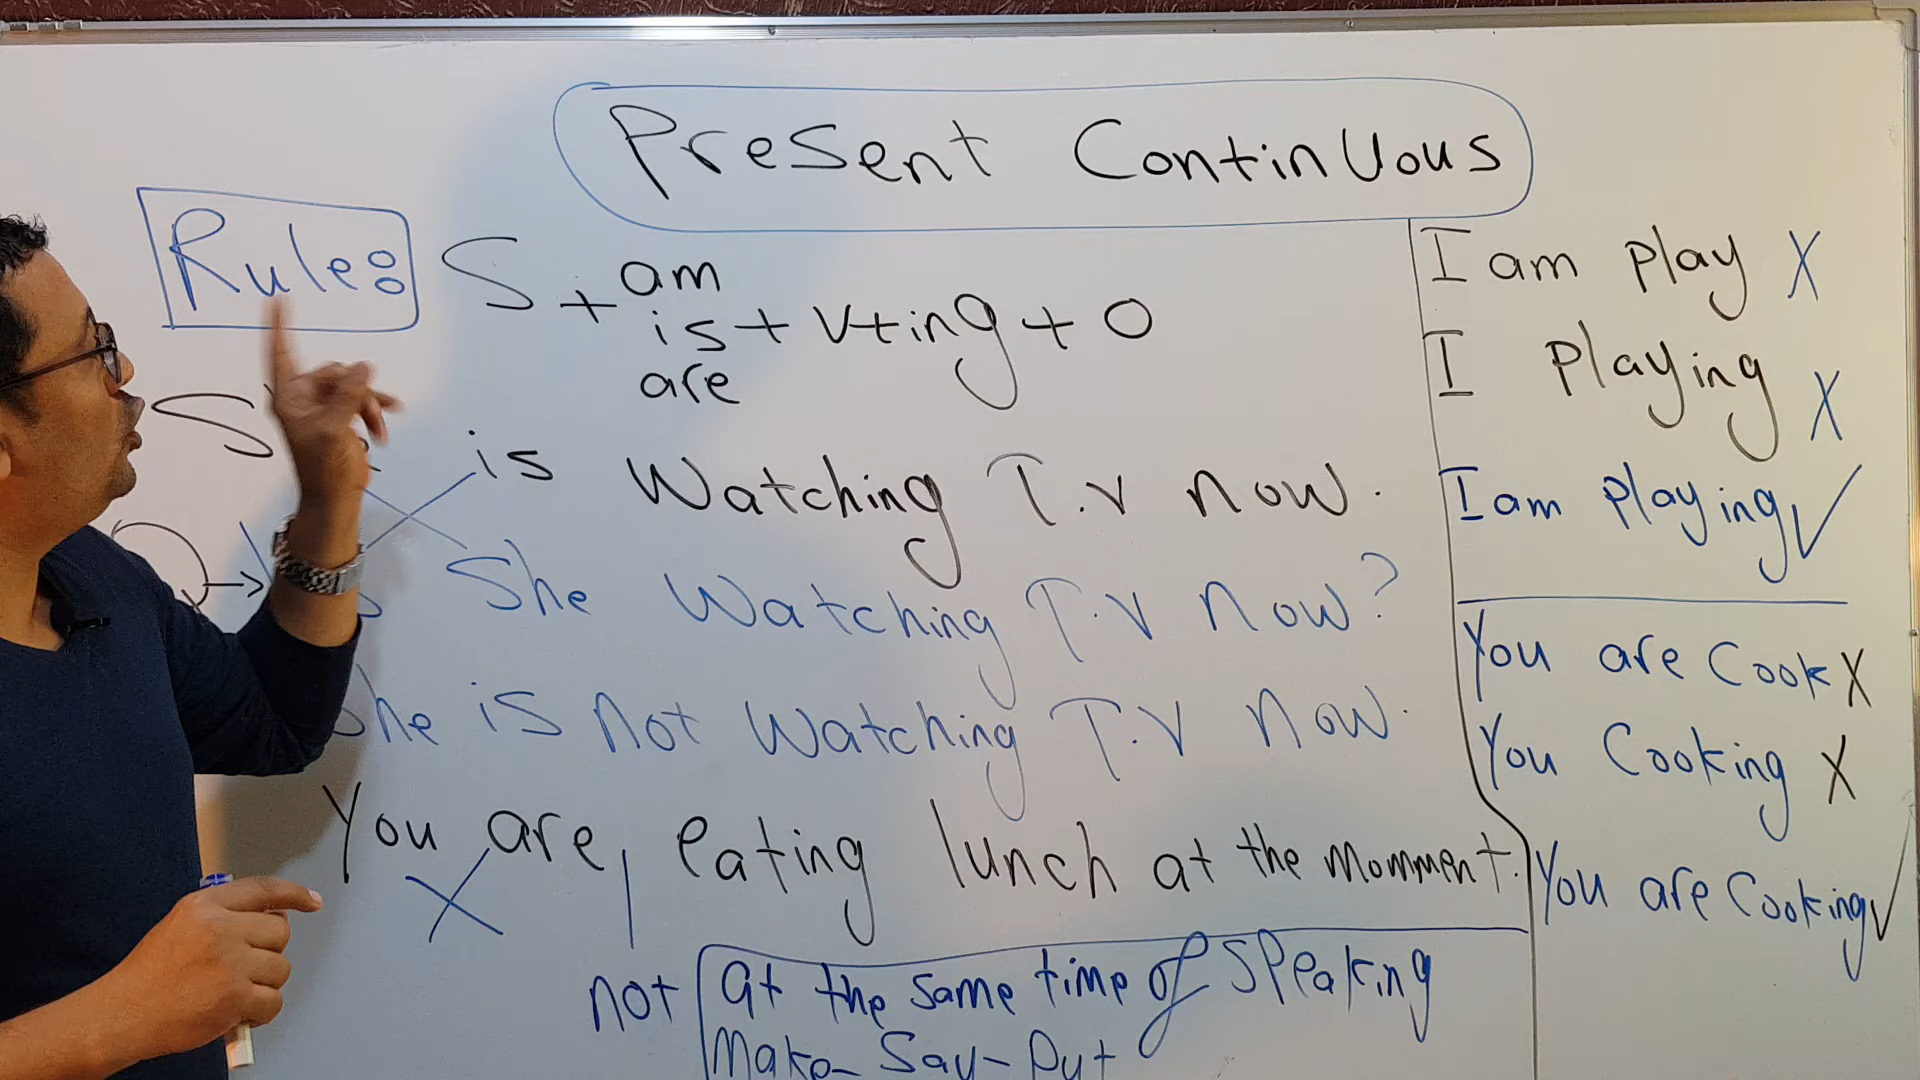 Present Continuous
Rule:
S + am is are + v+ing + O
is Watching T.V now.
She Watching T.V now?
She is not watching T.V now.
You are, eating lunch at the momment.
not
at the same time of speaking
Make - Say - Put
I am play X
I playing X
I am playing ✓
You are Cook X
You Cooking X
You are Cooking ✓